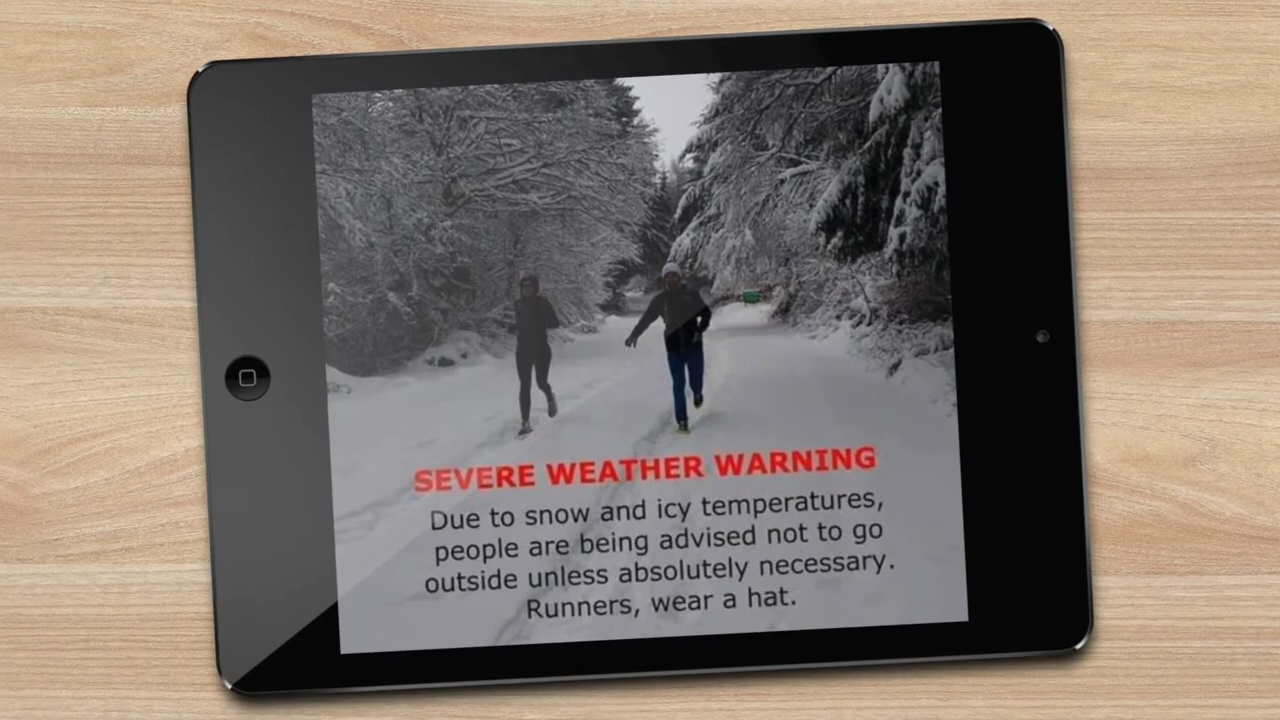 SEVERE WEATHER WARNING
Due to snow and icy temperatures,
people are being advised not to go
outside unless absolutely necessary.
Runners, wear a hat.